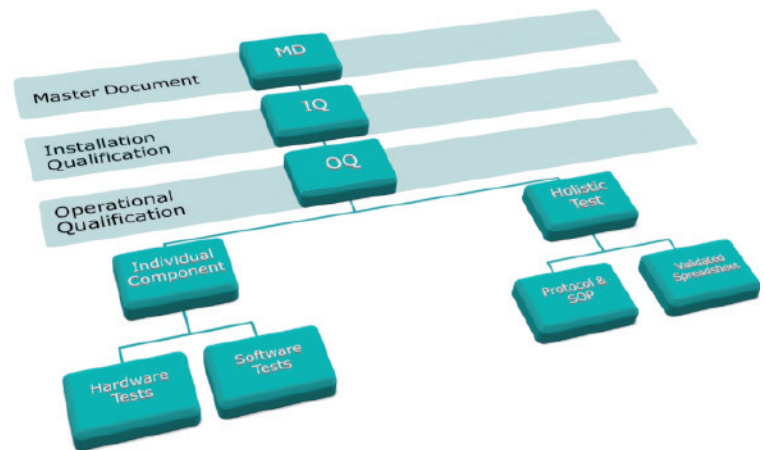 MD
Master Document
IQ
Installation
Qualification
OQ
Operational
Qualification
Holistic
Test
Individual
Component
Protocol &
SOP
Validated
Spreadsheet
Hardware
Tests
Software
Tests